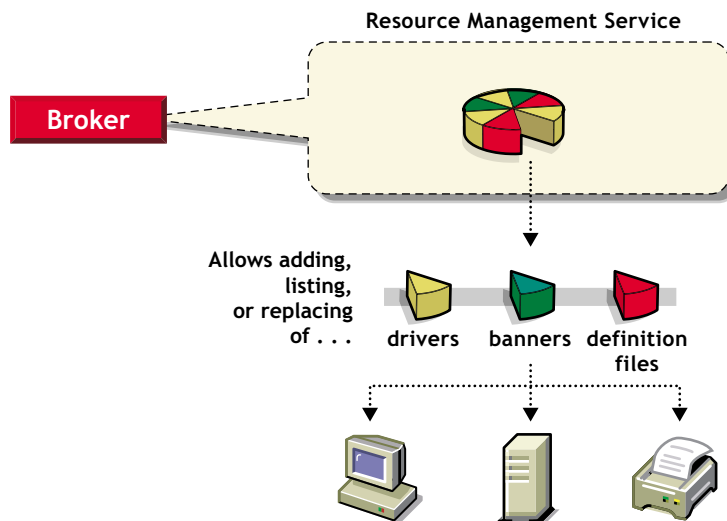 Resource Management Service
Broker
Allows adding,
listing,
or replacing
of . . .
drivers
banners
definition
files